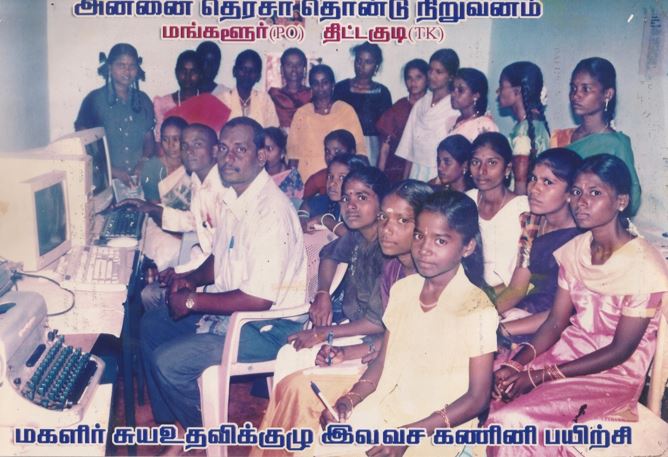 அன்னை தெரசா தொண்டு நிறுவனம்
மங்களூர்(PO) திட்டகுடி(TK)
மகளிர் சுயஉதவிக்குழு இலவச கணினி பயிற்சி